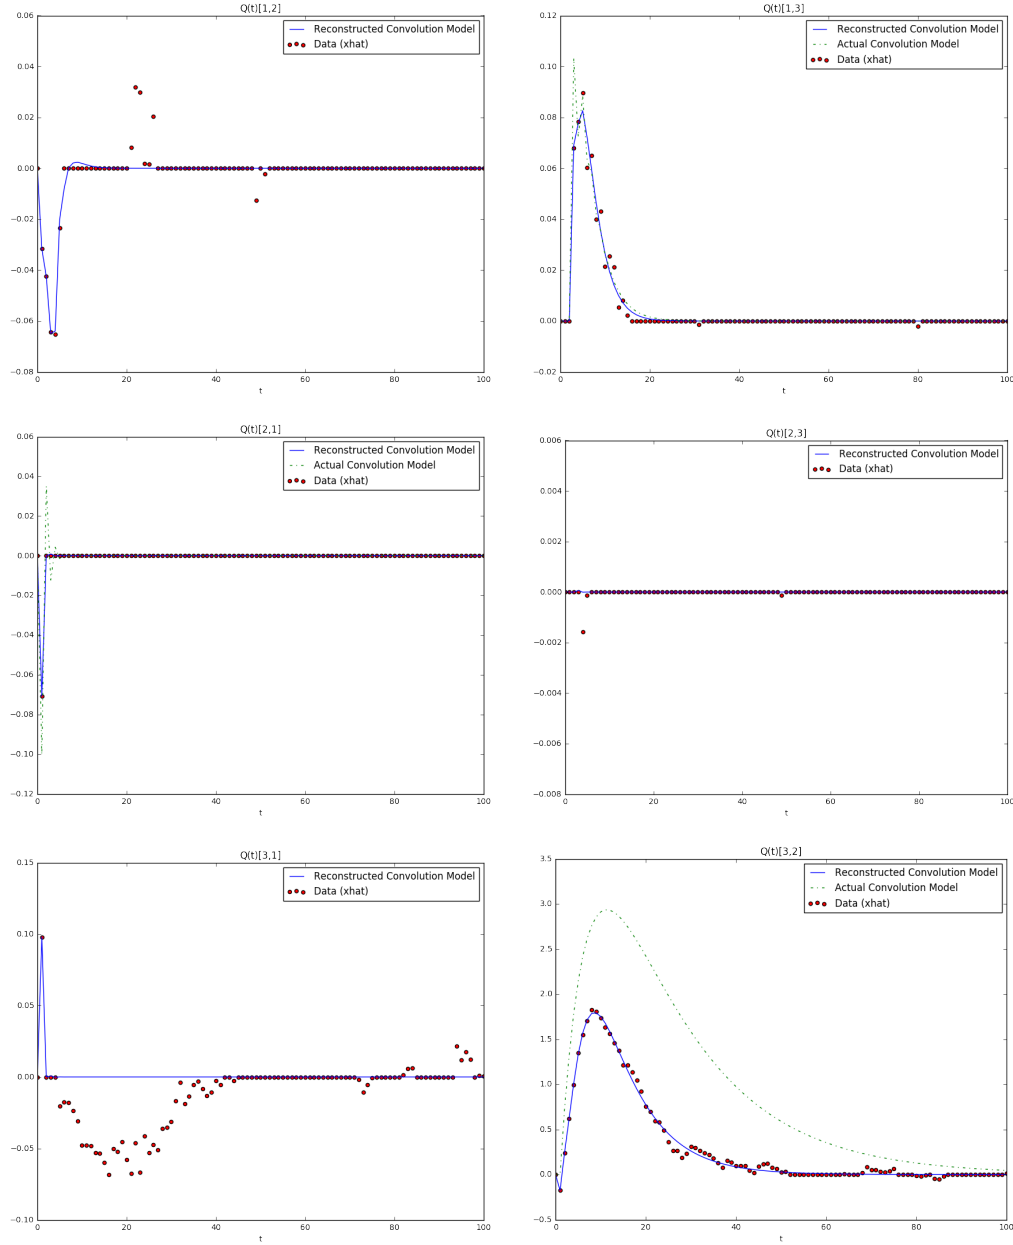 Q(t)[1,2]
Reconstructed Convolution Model
Data (xhat)
0.06
0.04
0.02
0.00
−0.02
−0.04
−0.06
−0.08
0 20 40 60 80 100
t
Q(t)[1,3]
Reconstructed Convolution Model
Actual Convolution Model
Data (xhat)
0.12
0.10
0.08
0.06
0.04
0.02
0.00
−0.02
0 20 40 60 80 100
t
Q(t)[2,1]
Reconstructed Convolution Model
Actual Convolution Model
Data (xhat)
0.06
0.04
0.02
0.00
−0.02
−0.04
−0.06
−0.08
−0.10
−0.12
0 20 40 60 80 100
t
Q(t)[2,3]
Reconstructed Convolution Model
Data (xhat)
0.006
0.004
0.002
0.000
−0.002
−0.004
−0.006
−0.008
0 20 40 60 80 100
t
Q(t)[3,1]
Reconstructed Convolution Model
Data (xhat)
0.15
0.10
0.05
0.00
−0.05
−0.10
0 20 40 60 80 100
t
Q(t)[3,2]
Reconstructed Convolution Model
Actual Convolution Model
Data (xhat)
3.5
3.0
2.5
2.0
1.5
1.0
0.5
0.0
−0.5
0 20 40 60 80 100
t